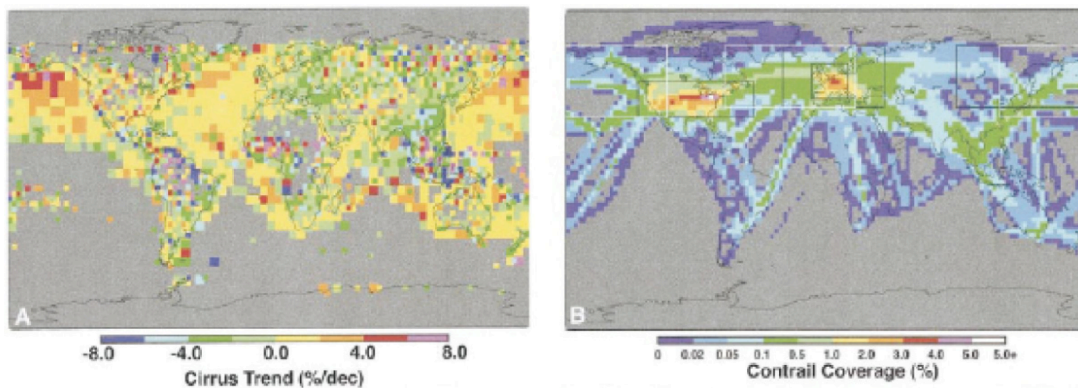 A
B
-8.0 -4.0 0.0 4.0 8.0
Cirrus Trend (%/dec)
0 0.02 0.05 0.1 0.5 1.0 2.0 3.0 4.0 5.0 5.0+
Contrail Coverage (%)